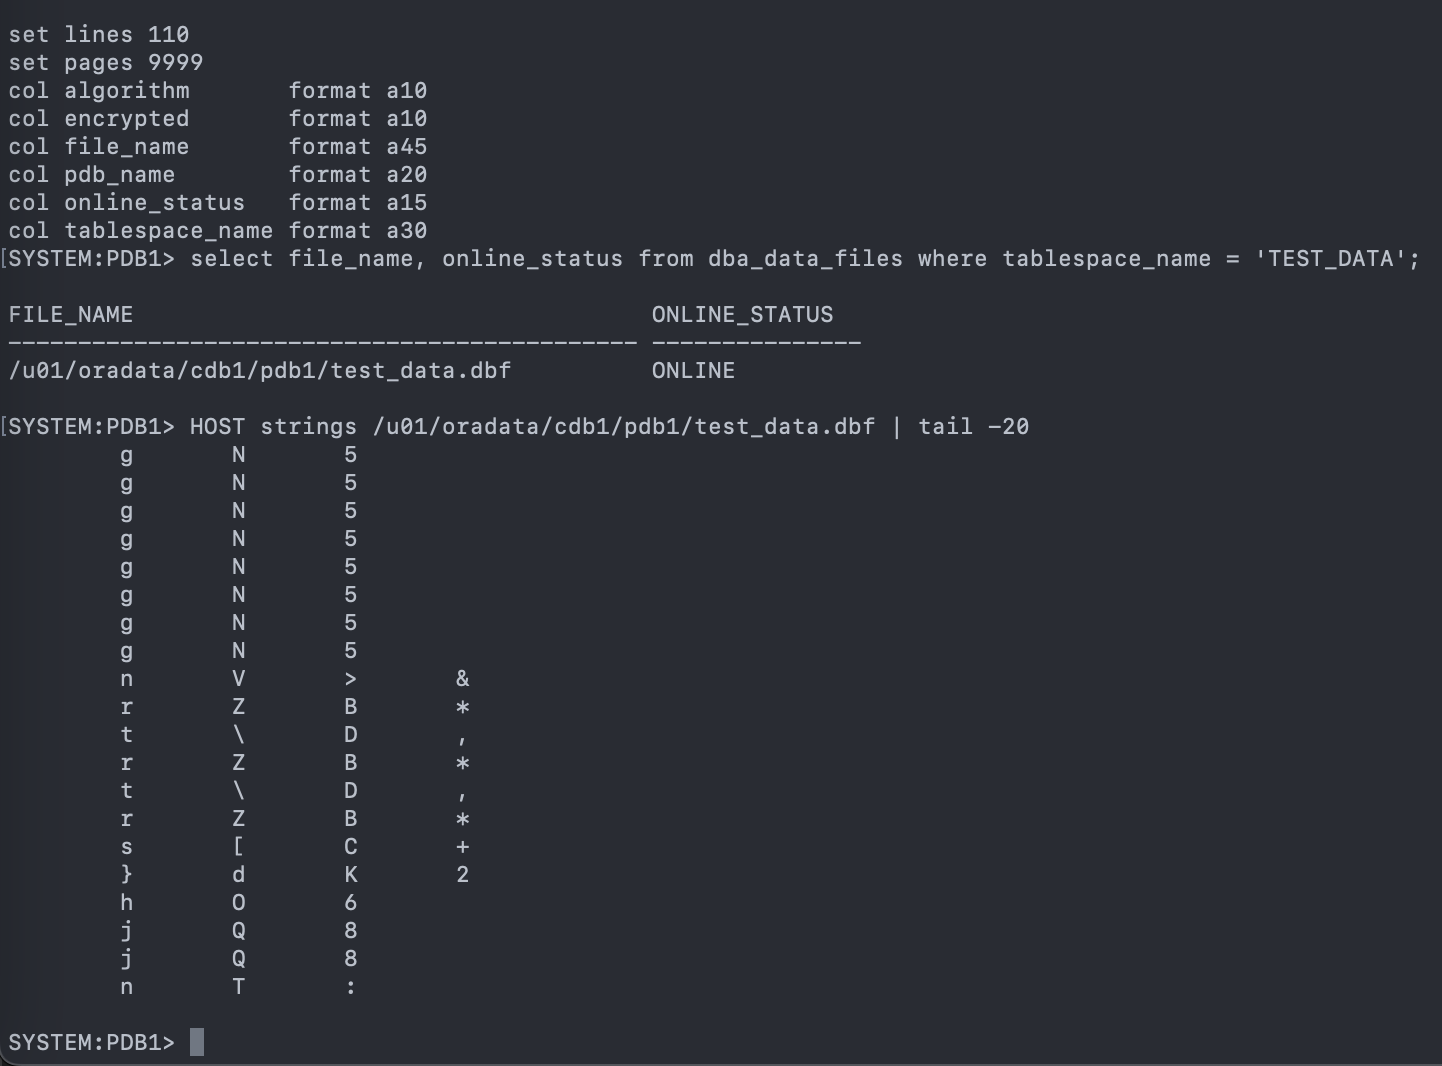 set lines 110
set pages 9999
col algorithm       format a10
col encrypted       format a10
col file_name       format a45
col pdb_name        format a20
col online_status   format a15
col tablespace_name format a30
[SYSTEM:PDB1> select file_name, online_status from dba_data_files where tablespace_name = 'TEST_DATA';
FILE_NAME                                     ONLINE_STATUS
--------------------------------------------- ---------------
/u01/oradata/cdb1/pdb1/test_data.dbf          ONLINE
[SYSTEM:PDB1> HOST strings /u01/oradata/cdb1/pdb1/test_data.dbf | tail -20
        g       N       5
        g       N       5
        g       N       5
        g       N       5
        g       N       5
        g       N       5
        g       N       5
        g       N       5
        n       V       >       &
        r       Z       B       *
        t       \       D       ,
        r       Z       B       *
        t       \       D       ,
        r       Z       B       *
        s       [       C       +
        }       d       K       2
        h       O       6
        j       Q       8
        j       Q       8
        n       T       :
SYSTEM:PDB1>